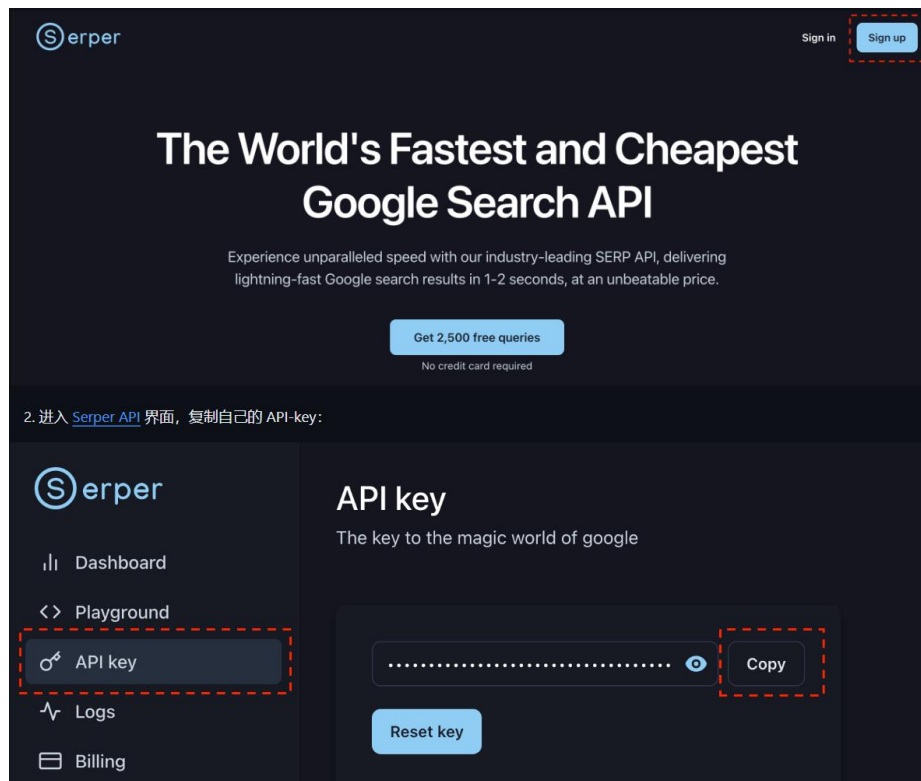 Serper
Sign in
Sign up
The World's Fastest and Cheapest
Google Search API
Experience unparalleled speed with our industry-leading SERP API, delivering
lightning-fast Google search results in 1-2 seconds, at an unbeatable price.
Get 2,500 free queries
No credit card required
2. 进入 Serper API 界面，复制自己的 API-key：
Serper
API key
The key to the magic world of google
Dashboard
Playground
API key
Logs
Billing
Copy
Reset key